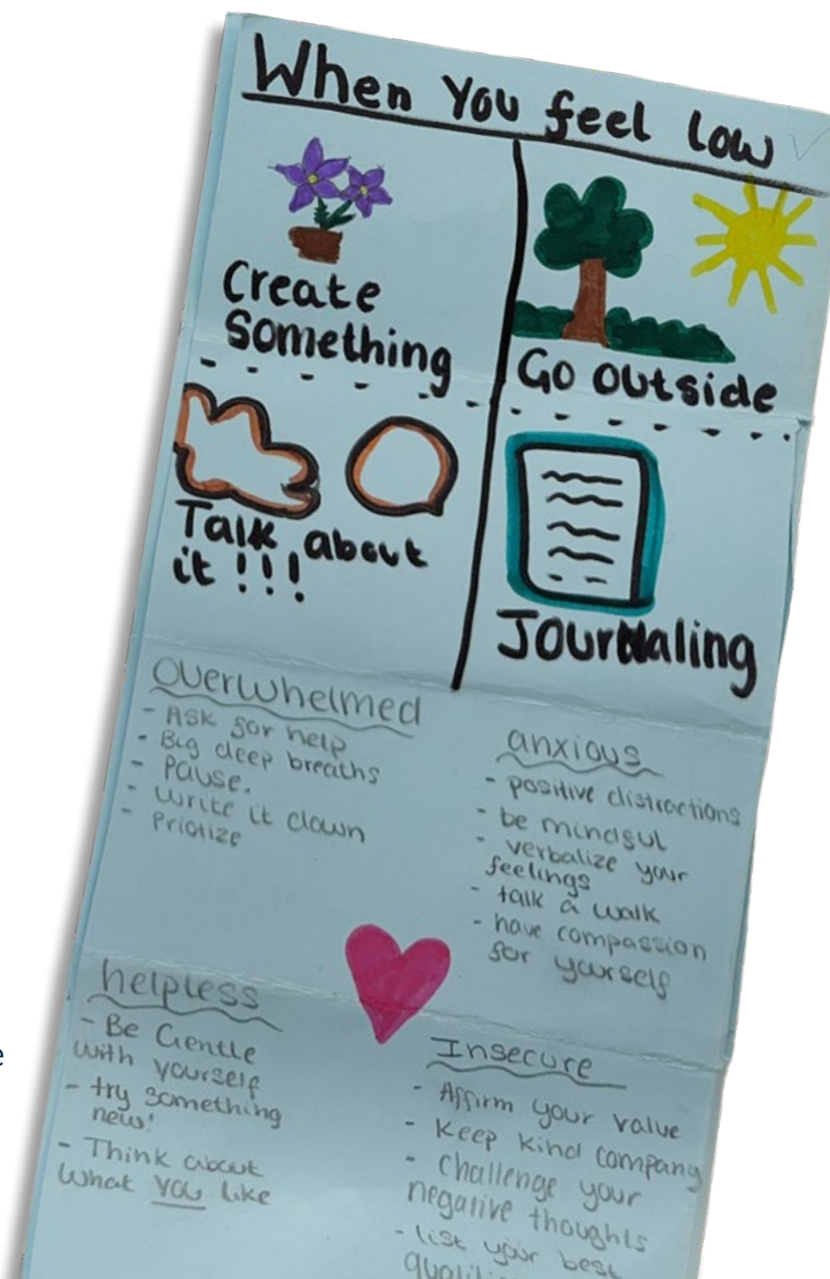 When You feel low
Create
Something
Go outside
Talk about
it!!!
Journaling
Overwhelmed
- Ask for help
- Big deep breaths
- Pause.
- Write it down
- Priotize
anxious
- positive distractions
- be mindful
- verbalize your
feelings
- talk a walk
- have compassion
for yourself
helpless
- Be Gentle
with yourself
- try something
new!
- Think about
what YOU like
Insecure
- Affirm your value
- Keep kind company
- Challenge your
negative thoughts
- list your best
e